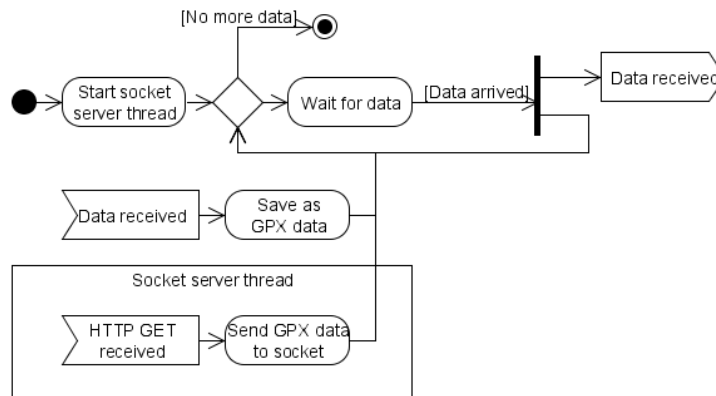 [No more data]
Start socket
server thread
Wait for data
[Data arrived]
Data received
Data received
Save as
GPX data
Socket server thread
HTTP GET
received
Send GPX data
to socket